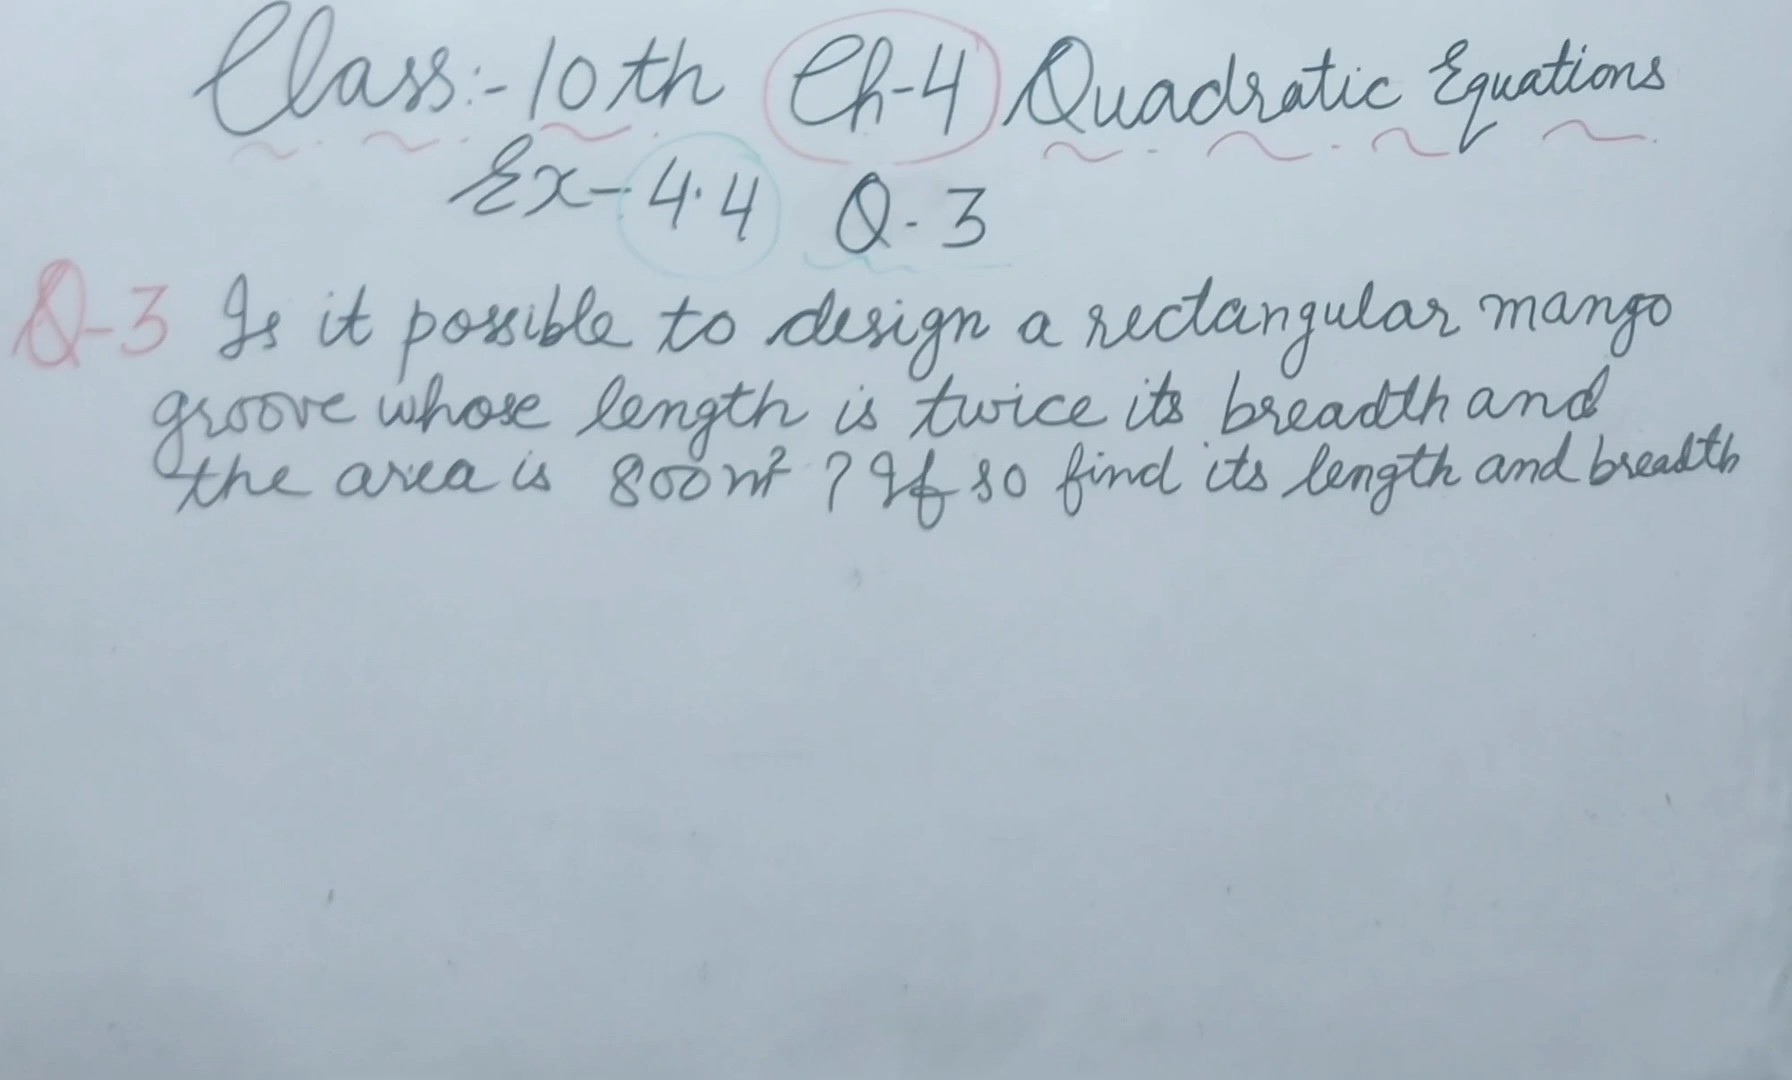 Class:-10th Ch-4 Quadratic Equations
Ex-4.4 Q.3
Q-3 Is it possible to design a rectangular mango
groove whose length is twice its breadth and
the area is 800m² ? If so find its length and breadth